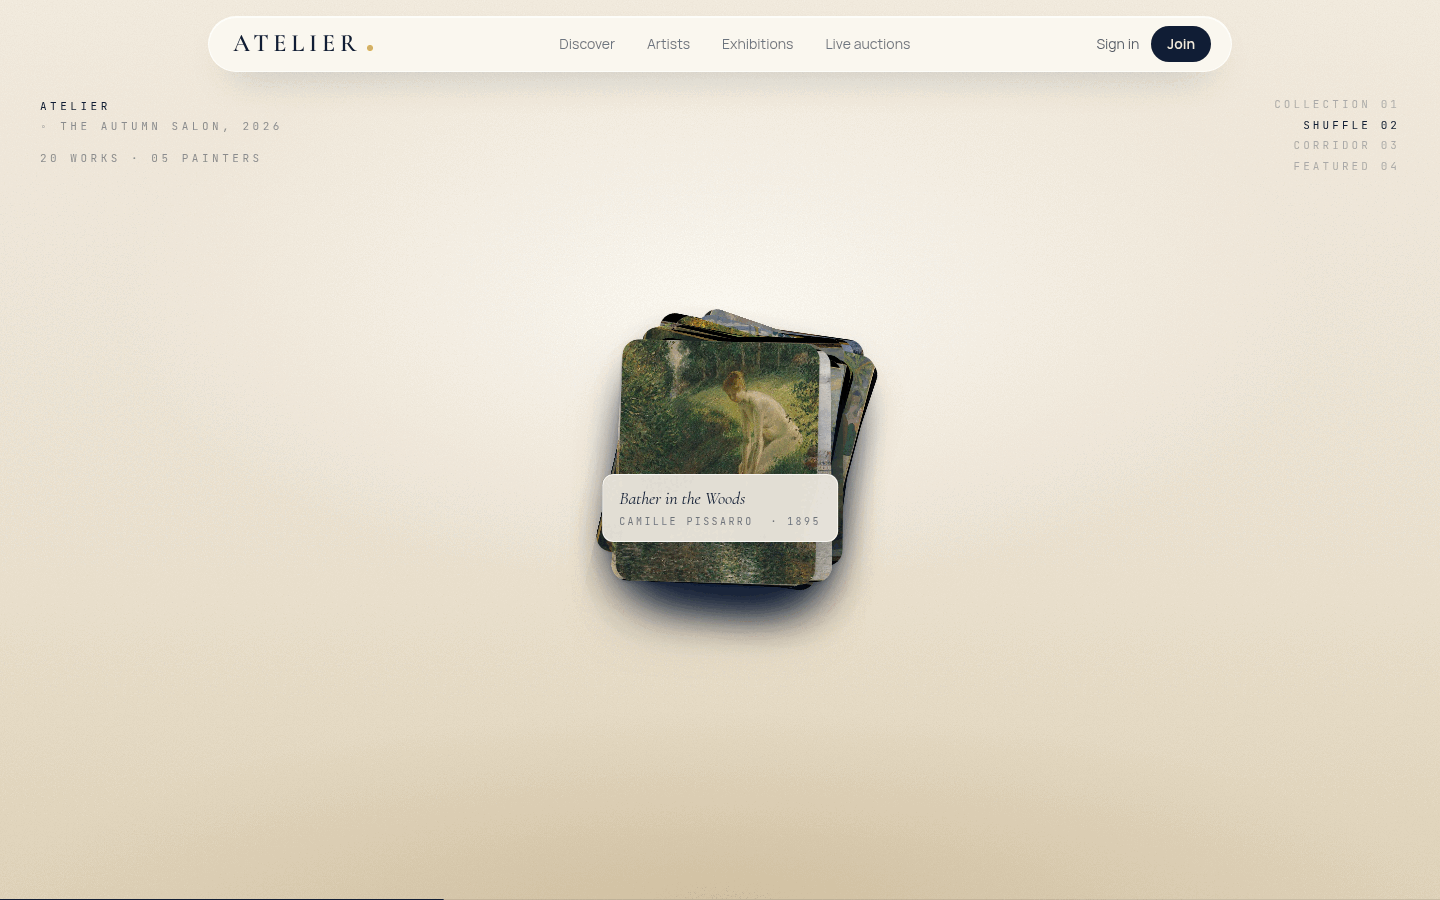 ATELIER
Discover
Artists
Exhibitions
Live auctions
Sign in
Join
ATELIER
◦ THE AUTUMN SALON, 2026
20 WORKS · 05 PAINTERS
COLLECTION 01
SHUFFLE 02
CORRIDOR 03
FEATURED 04
Bather in the Woods
CAMILLE PISSARRO · 1895